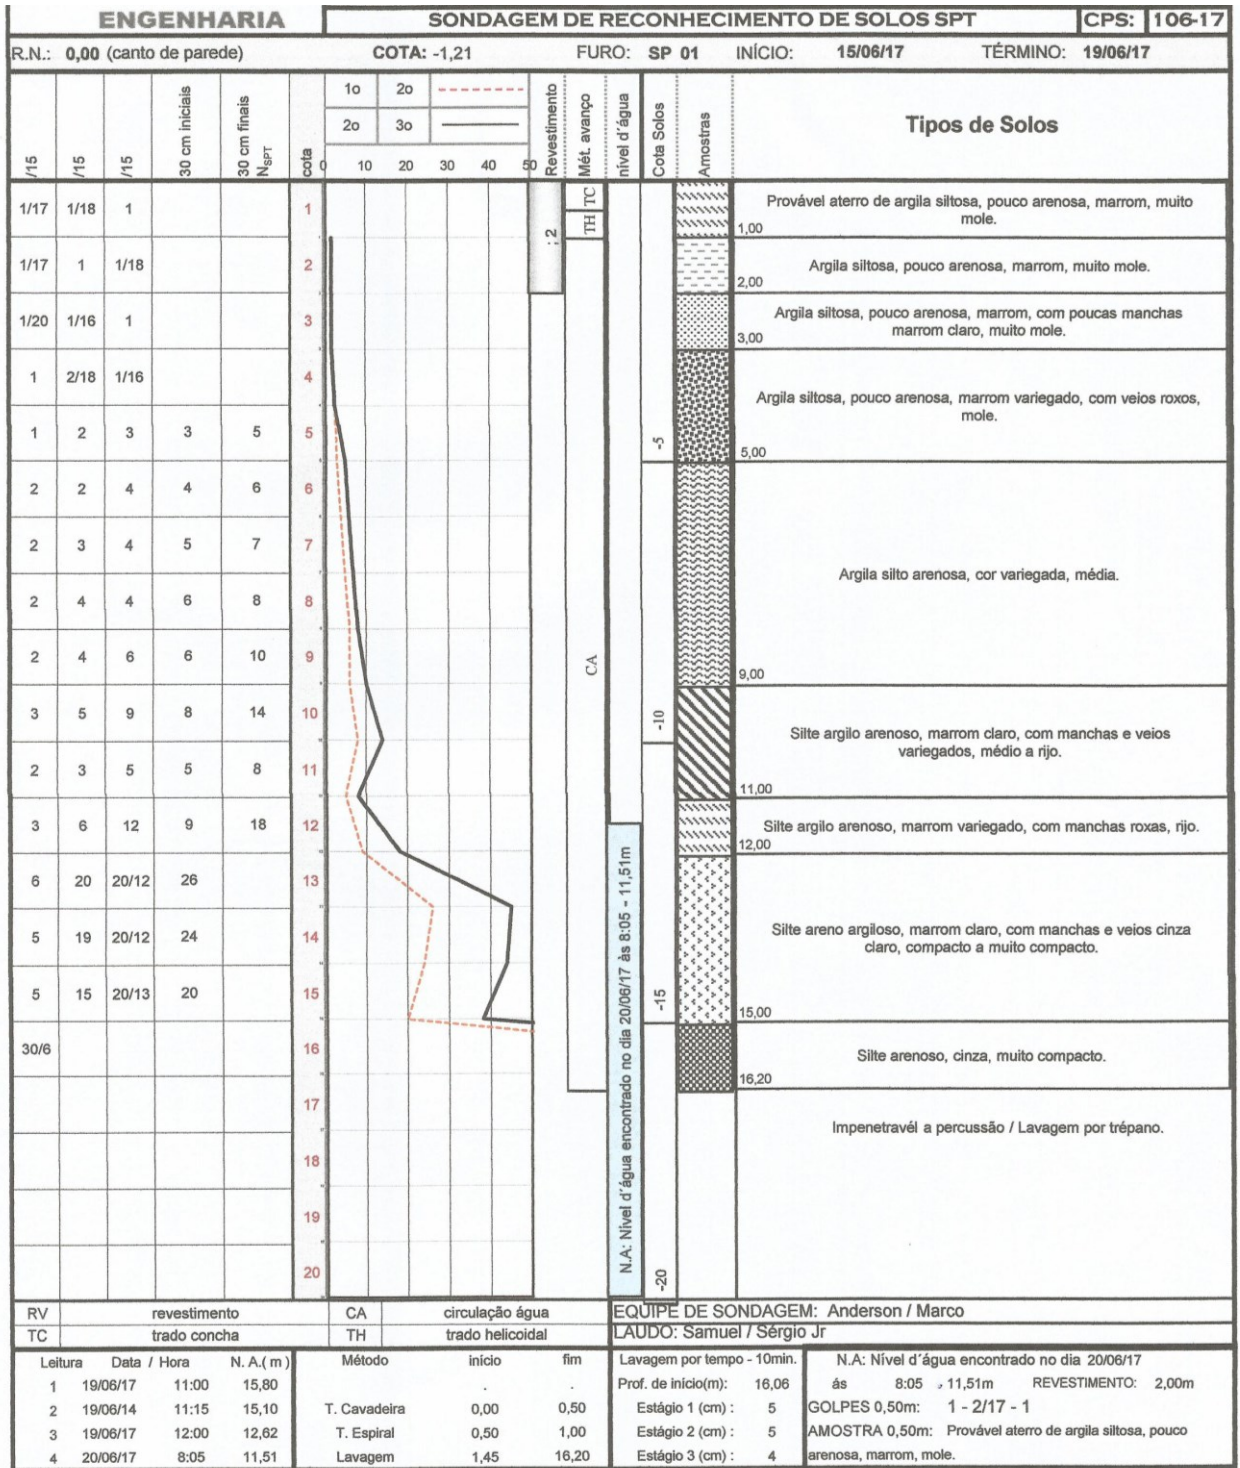 ENGENHARIA SONDAGEM DE RECONHECIMENTO DE SOLOS SPT CPS: 106-17
R.N.: 0,00 (canto de parede) COTA: -1,21 FURO: SP 01 INÍCIO: 15/06/17 TÉRMINO: 19/06/17
/15 /15 /15 30 cm iniciais 30 cm finais NSPT cota
1o 2o
2o 3o
0 10 20 30 40 50
Revestimento Mét. avanço nível d´água Cota Solos Amostras Tipos de Solos
1/17 1/18 1 1
; 2 TH TC
Provável aterro de argila siltosa, pouco arenosa, marrom, muito
mole.
1,00
1/17 1 1/18 2
Argila siltosa, pouco arenosa, marrom, muito mole.
2,00
1/20 1/16 1 3
Argila siltosa, pouco arenosa, marrom, com poucas manchas
marrom claro, muito mole.
3,00
1 2/18 1/16 4
Argila siltosa, pouco arenosa, marrom variegado, com veios roxos,
mole.
1 2 3 3 5 5
-5
5,00
2 2 4 4 6 6
2 3 4 5 7 7
Argila silto arenosa, cor variegada, média.
2 4 4 6 8 8
2 4 6 6 10 9
CA
9,00
3 5 9 8 14 10
-10
Silte argilo arenoso, marrom claro, com manchas e veios
variegados, médio a rijo.
2 3 5 5 8 11
11,00
3 6 12 9 18 12
Silte argilo arenoso, marrom variegado, com manchas roxas, rijo.
12,00
6 20 20/12 26 13
N.A: Nível d´água encontrado no dia 20/06/17 às 8:05 - 11,51m
5 19 20/12 24 14
Silte areno argiloso, marrom claro, com manchas e veios cinza
claro, compacto a muito compacto.
5 15 20/13 20 15
-15
15,00
30/6 16
Silte arenoso, cinza, muito compacto.
16,20
17
Impenetravél a percussão / Lavagem por trépano.
18
19
20
-20
RV revestimento CA circulação água EQUIPE DE SONDAGEM: Anderson / Marco
TC trado concha TH trado helicoidal LAUDO: Samuel / Sérgio Jr
Leitura Data / Hora N. A.( m ) Método início fim Lavagem por tempo - 10min. N.A: Nível d´água encontrado no dia 20/06/17
1 19/06/17 11:00 15,80 . . Prof. de início(m): 16,06 ás 8:05 , 11,51m REVESTIMENTO: 2,00m
2 19/06/14 11:15 15,10 T. Cavadeira 0,00 0,50 Estágio 1 (cm) : 5 GOLPES 0,50m: 1 - 2/17 - 1
3 19/06/17 12:00 12,62 T. Espiral 0,50 1,00 Estágio 2 (cm) : 5 AMOSTRA 0,50m: Provável aterro de argila siltosa, pouco
4 20/06/17 8:05 11,51 Lavagem 1,45 16,20 Estágio 3 (cm) : 4 arenosa, marrom, mole.